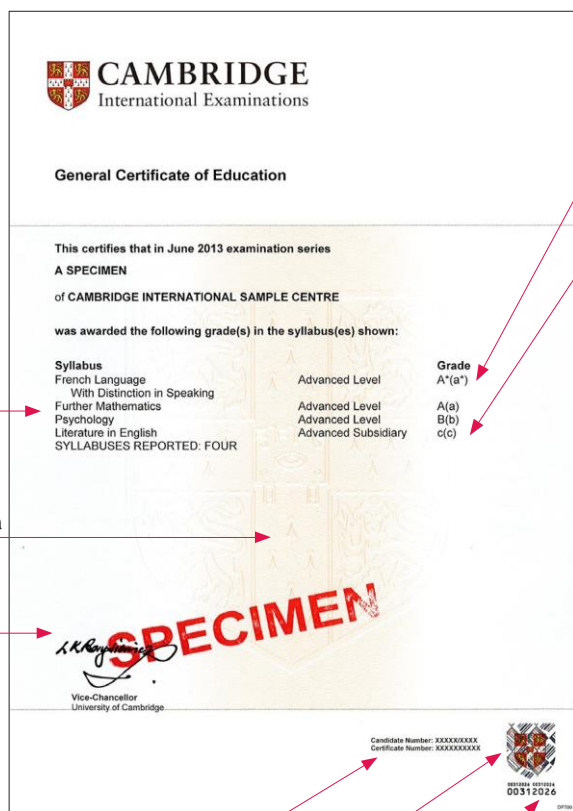 CAMBRIDGE
International Examinations
General Certificate of Education
This certifies that in June 2013 examination series
A SPECIMEN
of CAMBRIDGE INTERNATIONAL SAMPLE CENTRE
was awarded the following grade(s) in the syllabus(es) shown:
Syllabus Grade
French Language Advanced Level A*(a*)
With Distinction in Speaking
Further Mathematics Advanced Level A(a)
Psychology Advanced Level B(b)
Literature in English Advanced Subsidiary c(c)
SYLLABUSES REPORTED: FOUR
SPECIMEN
Vice-Chancellor
University of Cambridge
Candidate Number: XXXXX/XXXX
Certificate Number: XXXXXXXXXX
00312026 00312026
00312026